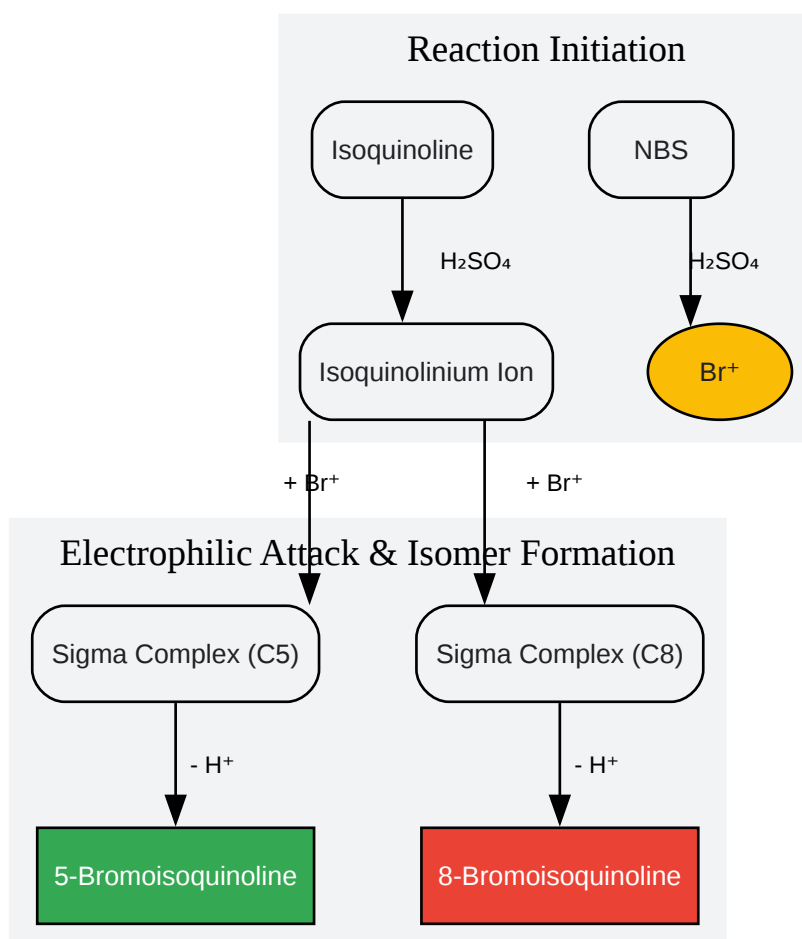 Reaction Initiation
Isoquinoline
NBS
H₂SO₄
H₂SO₄
Isoquinolinium Ion
Br⁺
+ Br⁺
+ Br⁺
Electrophilic Attack & Isomer Formation
Sigma Complex (C5)
Sigma Complex (C8)
- H⁺
- H⁺
5-Bromoisoquinoline
8-Bromoisoquinoline